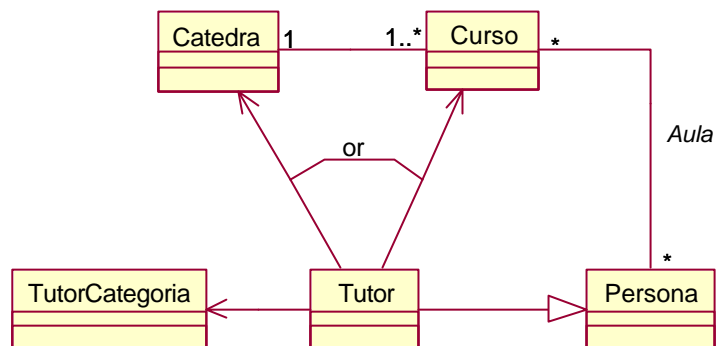 Catedra
1
1..*
Curso
*
Aula
or
*
TutorCategoria
Tutor
Persona